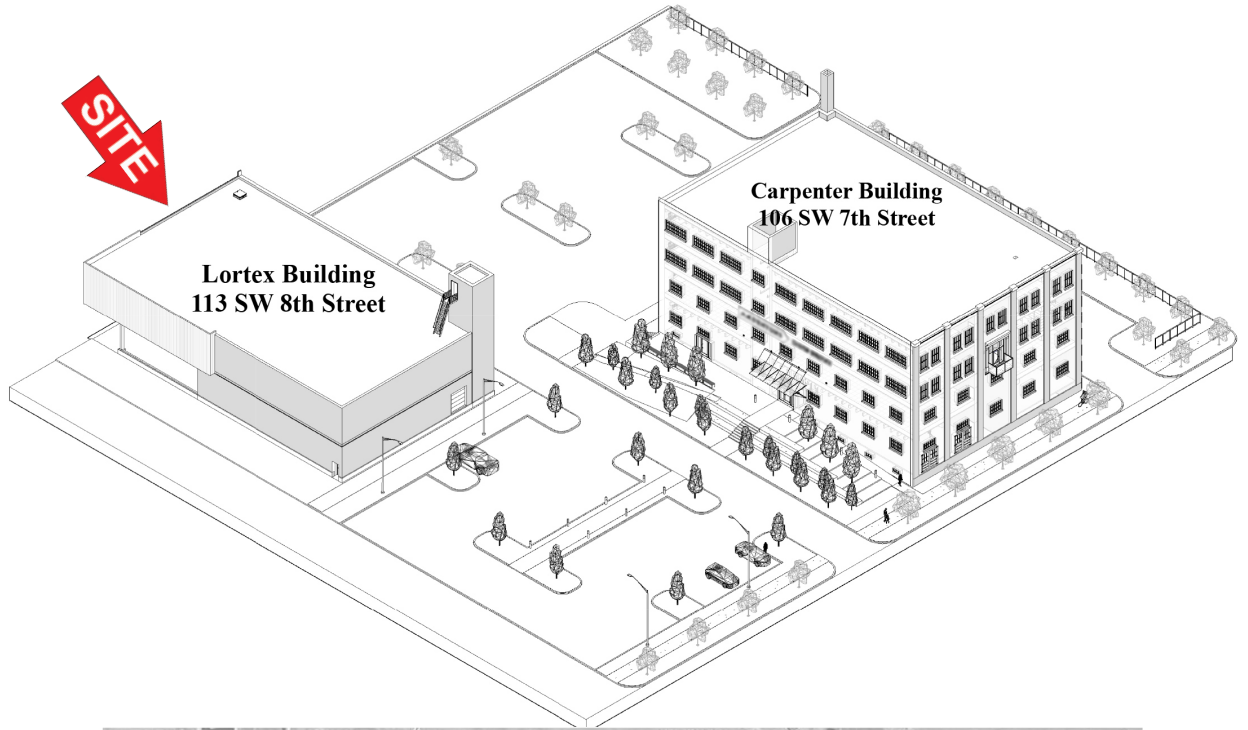 SITE
Lortex Building
113 SW 8th Street
Carpenter Building
106 SW 7th Street